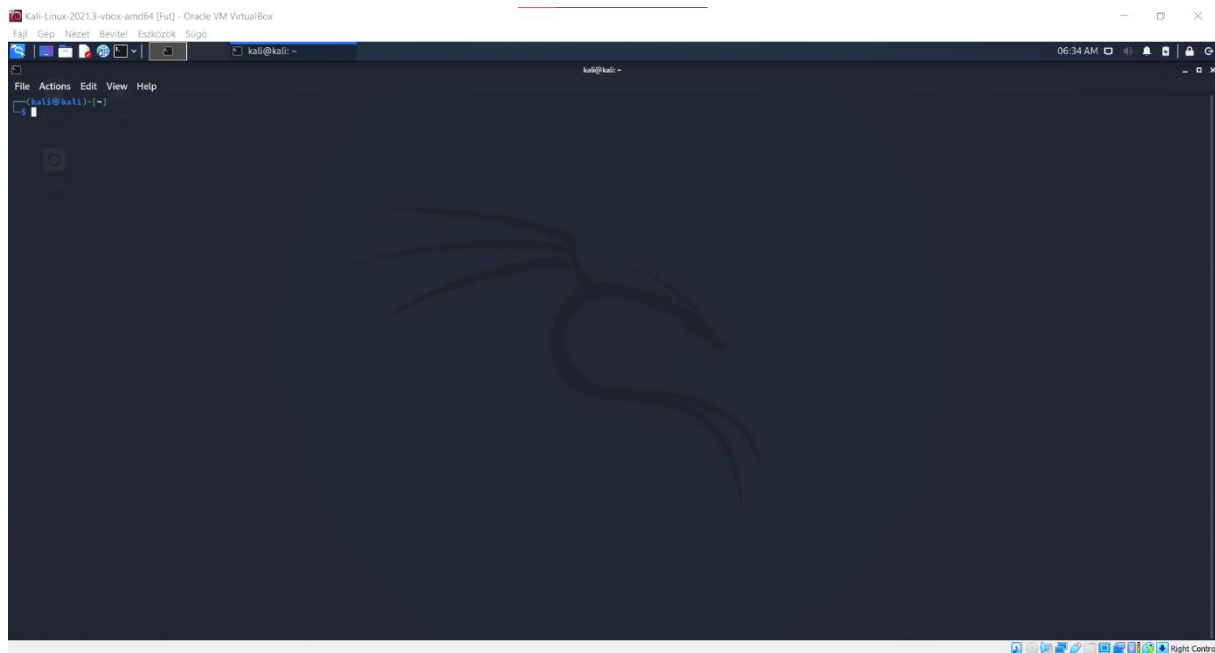 Kali-Linux-2021.3-vbox-amd64 [Fut] - Oracle VM VirtualBox
Fájl Gép Nézet Bevitel Eszközök Súgó
kali@kali: ~
06:34 AM
kali@kali: ~
File Actions Edit View Help
(kali㉿kali)-[~]
$
Right Contro